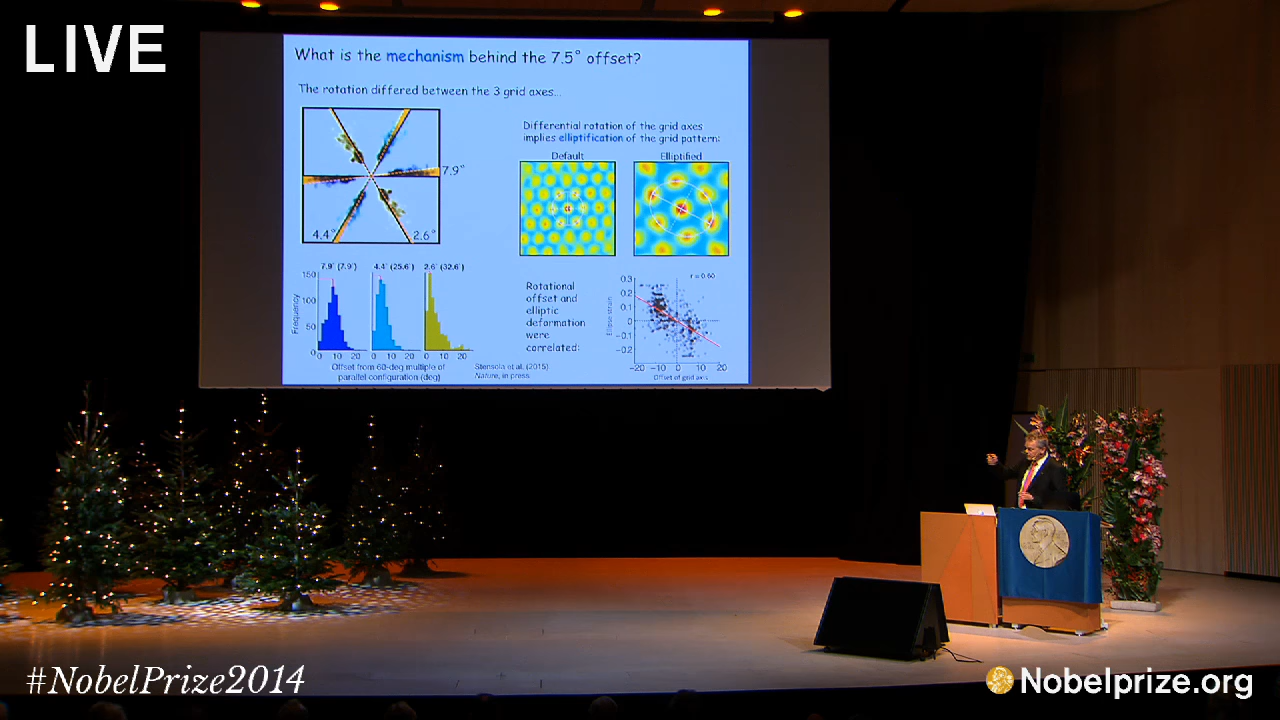 LIVE
What is the mechanism behind the 7.5° offset?
The rotation differed between the 3 grid axes...
7.9°
4.4°
2.6°
Differential rotation of the grid axes
implies elliptification of the grid pattern:
Default
Elliptified
7.9° (7.9°)
4.4° (25.6°)
2.6° (32.6°)
Frequency
150
100
50
0
0 10 20
0 10 20
0 10 20
Offset from 60-deg multiple of
parallel configuration (deg)
Rotational
offset and
elliptic
deformation
were
correlated:
Stensola et al. (2015).
Nature, in press
r = 0.60
Ellipse strain
0.3
0.2
0.1
0
−0.1
−0.2
−20 −10 0 10 20
Offset of grid axis
#NobelPrize2014
Nobelprize.org